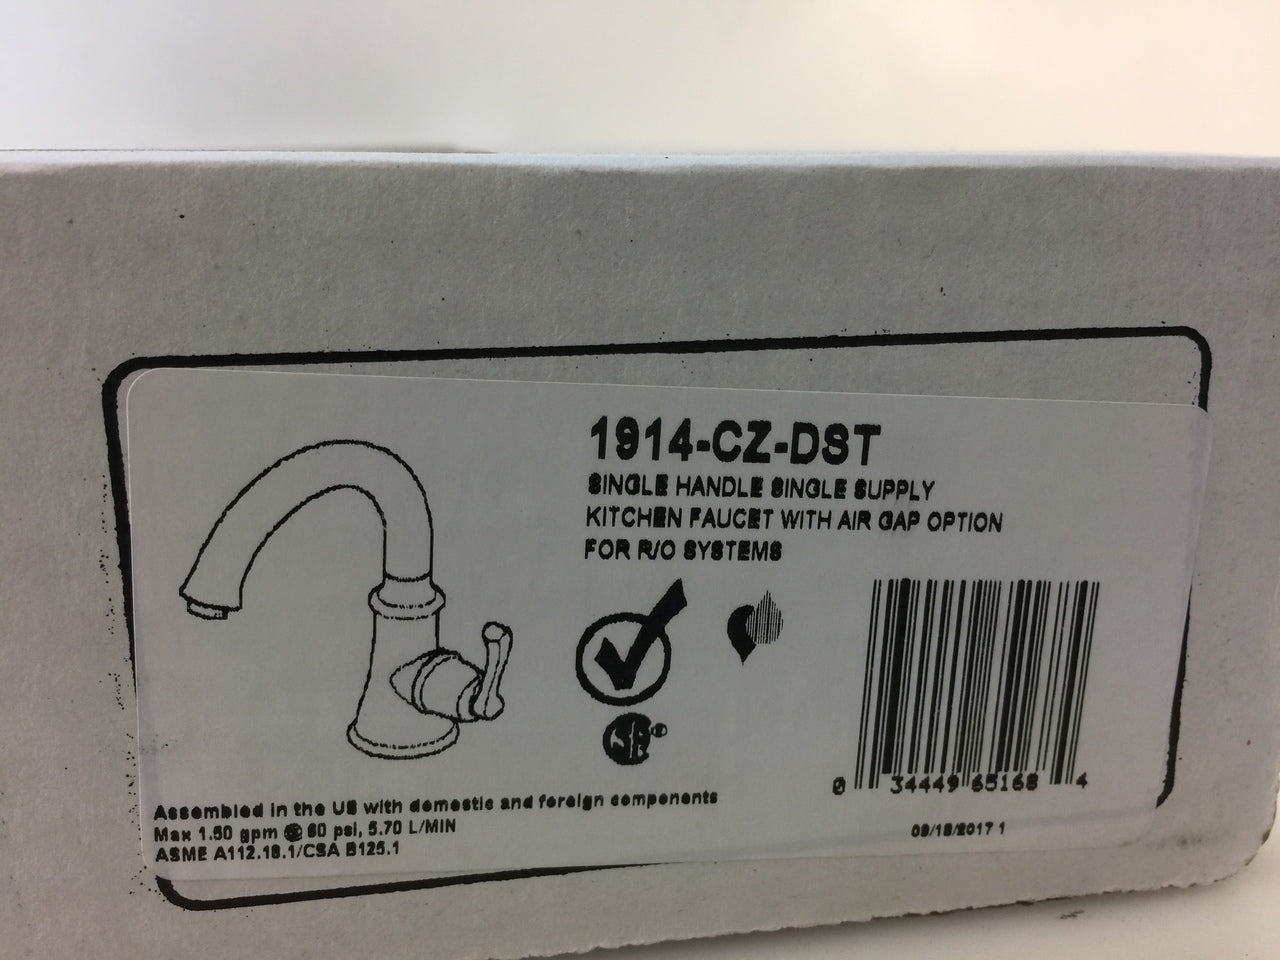 1914-CZ-DST
SINGLE HANDLE SINGLE SUPPLY
KITCHEN FAUCET WITH AIR GAP OPTION
FOR R/O SYSTEMS
0 34449 65168 4
Assembled in the US with domestic and foreign components
Max 1.50 gpm @ 60 psi, 5.70 L/MIN
ASME A112.18.1/CSA B125.1
09/18/2017 1